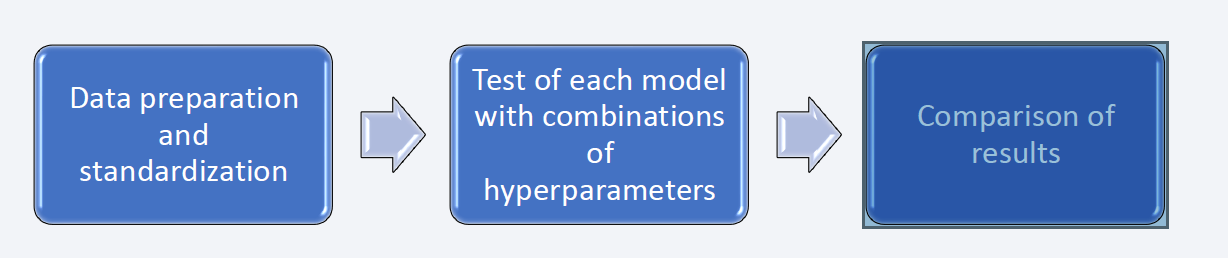 Data preparation
and
standardization
Test of each model
with combinations
of
hyperparameters
Comparison of
results